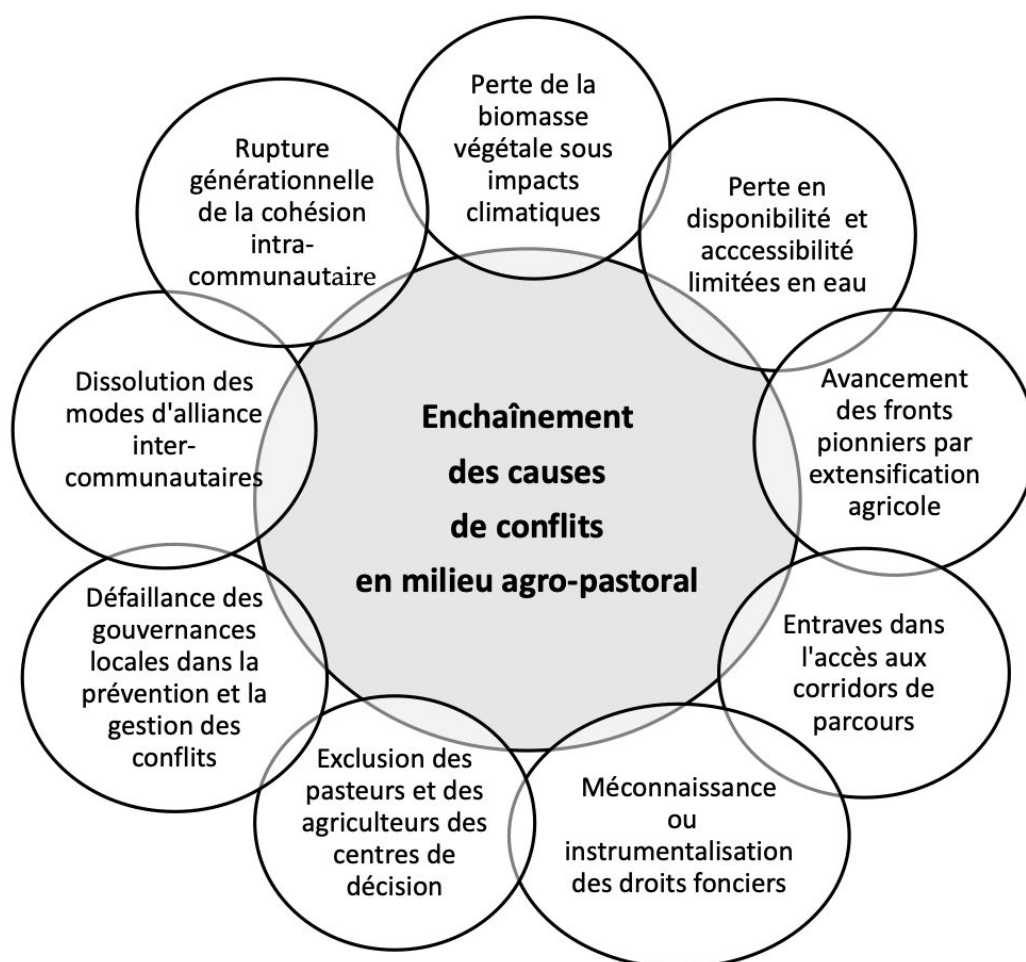 Perte de la
biomasse
végétale sous
impacts
climatiques
Perte en
disponibilité et
acccessibilité
limitées en eau
Avancement
des fronts
pionniers par
extensification
agricole
Entraves dans
l'accès aux
corridors de
parcours
Méconnaissance
ou
instrumentalisation
des droits fonciers
Exclusion des
pasteurs et des
agriculteurs des
centres de
décision
Défaillance des
gouvernances
locales dans la
prévention et la
gestion des
conflits
Dissolution des
modes d'alliance
inter-
communautaires
Rupture
générationnelle
de la cohésion
intra-
communautaire
Enchaînement
des causes
de conflits
en milieu agro-pastoral